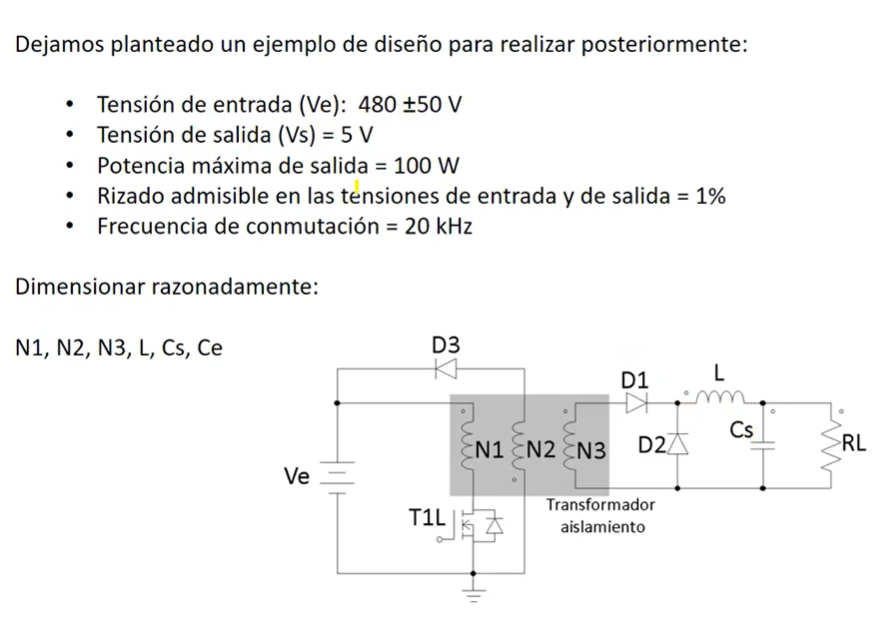 Dejamos planteado un ejemplo de diseño para realizar posteriormente:
• Tensión de entrada (Ve): 480 ±50 V
• Tensión de salida (Vs) = 5 V
• Potencia máxima de salida = 100 W
• Rizado admisible en las tensiones de entrada y de salida = 1%
• Frecuencia de conmutación = 20 kHz
Dimensionar razonadamente:
N1, N2, N3, L, Cs, Ce
D3
D1
L
N1
N2
N3
D2
Cs
RL
Ve
T1L
Transformador
aislamiento